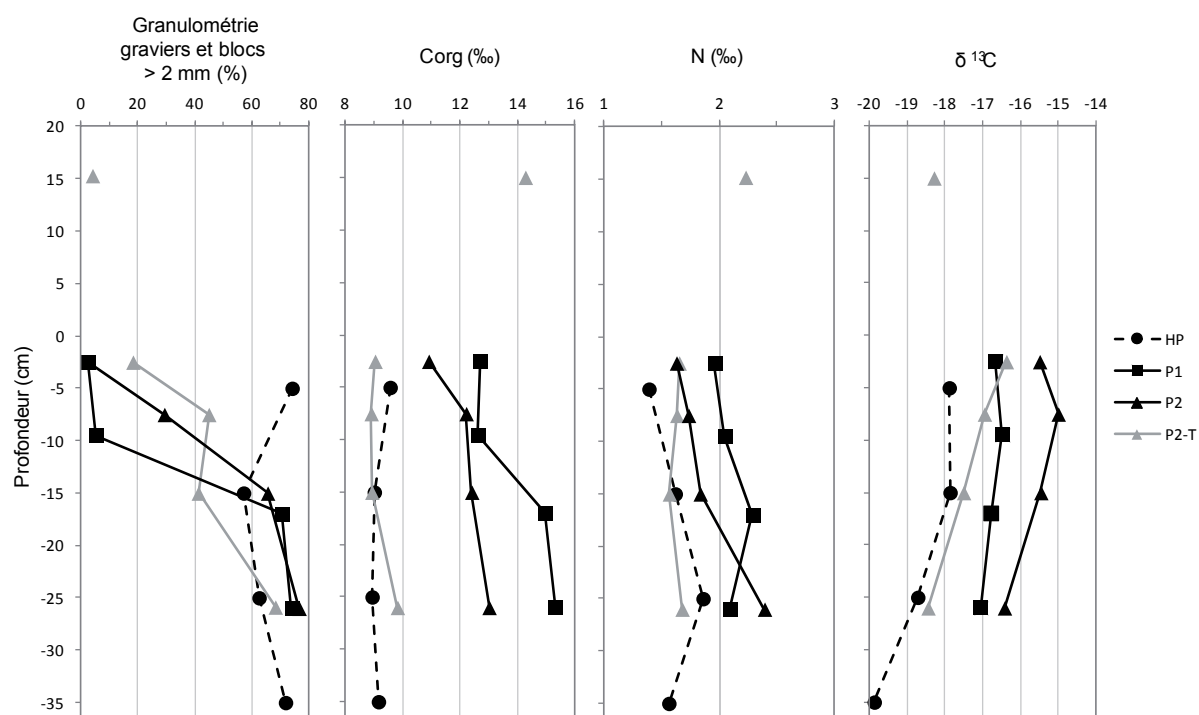 Granulométrie
graviers et blocs
> 2 mm (%)
Corg (‰)
N (‰)
δ ¹³C
0 20 40 60 80
8 10 12 14 16
1 2 3
-20 -19 -18 -17 -16 -15 -14
20
15
10
5
0
-5
-10
-15
-20
-25
-30
-35
Profondeur (cm)
HP
P1
P2
P2-T